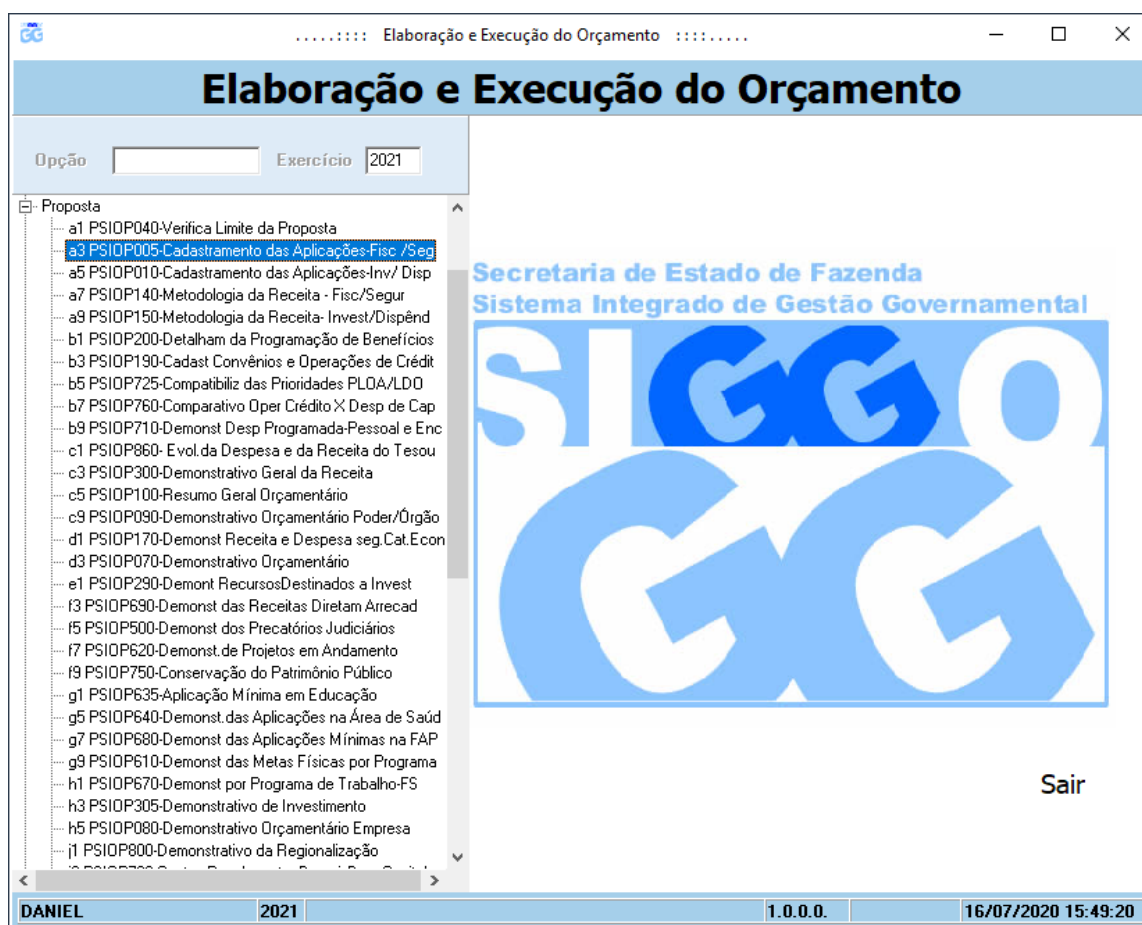 .....:::: Elaboração e Execução do Orçamento ::::.....
Elaboração e Execução do Orçamento
Opção
Exercício 2021
Proposta
a1 PSIOP040-Verifica Limite da Proposta
a3 PSIOP005-Cadastramento das Aplicações-Fisc /Seg
a5 PSIOP010-Cadastramento das Aplicações-Inv/ Disp
a7 PSIOP140-Metodologia da Receita - Fisc/Segur
a9 PSIOP150-Metodologia da Receita- Invest/Dispênd
b1 PSIOP200-Detalham da Programação de Benefícios
b3 PSIOP190-Cadast Convênios e Operações de Crédit
b5 PSIOP725-Compatibiliz das Prioridades PLOA/LDO
b7 PSIOP760-Comparativo Oper Crédito X Desp de Cap
b9 PSIOP710-Demonst Desp Programada-Pessoal e Enc
c1 PSIOP860- Evol.da Despesa e da Receita do Tesou
c3 PSIOP300-Demonstrativo Geral da Receita
c5 PSIOP100-Resumo Geral Orçamentário
c9 PSIOP090-Demonstrativo Orçamentário Poder/Órgão
d1 PSIOP170-Demonst Receita e Despesa seg.Cat.Econ
d3 PSIOP070-Demonstrativo Orçamentário
e1 PSIOP290-Demont RecursosDestinados a Invest
f3 PSIOP690-Demonst das Receitas Diretam Arrecad
f5 PSIOP500-Demonst dos Precatórios Judiciários
f7 PSIOP620-Demonst.de Projetos em Andamento
f9 PSIOP750-Conservação do Patrimônio Público
g1 PSIOP635-Aplicação Mínima em Educação
g5 PSIOP640-Demonst.das Aplicações na Área de Saúd
g7 PSIOP680-Demonst das Aplicações Mínimas na FAP
g9 PSIOP610-Demonst das Metas Físicas por Programa
h1 PSIOP670-Demonst por Programa de Trabalho-FS
h3 PSIOP305-Demonstrativo de Investimento
h5 PSIOP080-Demonstrativo Orçamentário Empresa
j1 PSIOP800-Demonstrativo da Regionalização
Secretaria de Estado de Fazenda
Sistema Integrado de Gestão Governamental
SIGGO
GG
Sair
DANIEL 2021 1.0.0.0. 16/07/2020 15:49:20